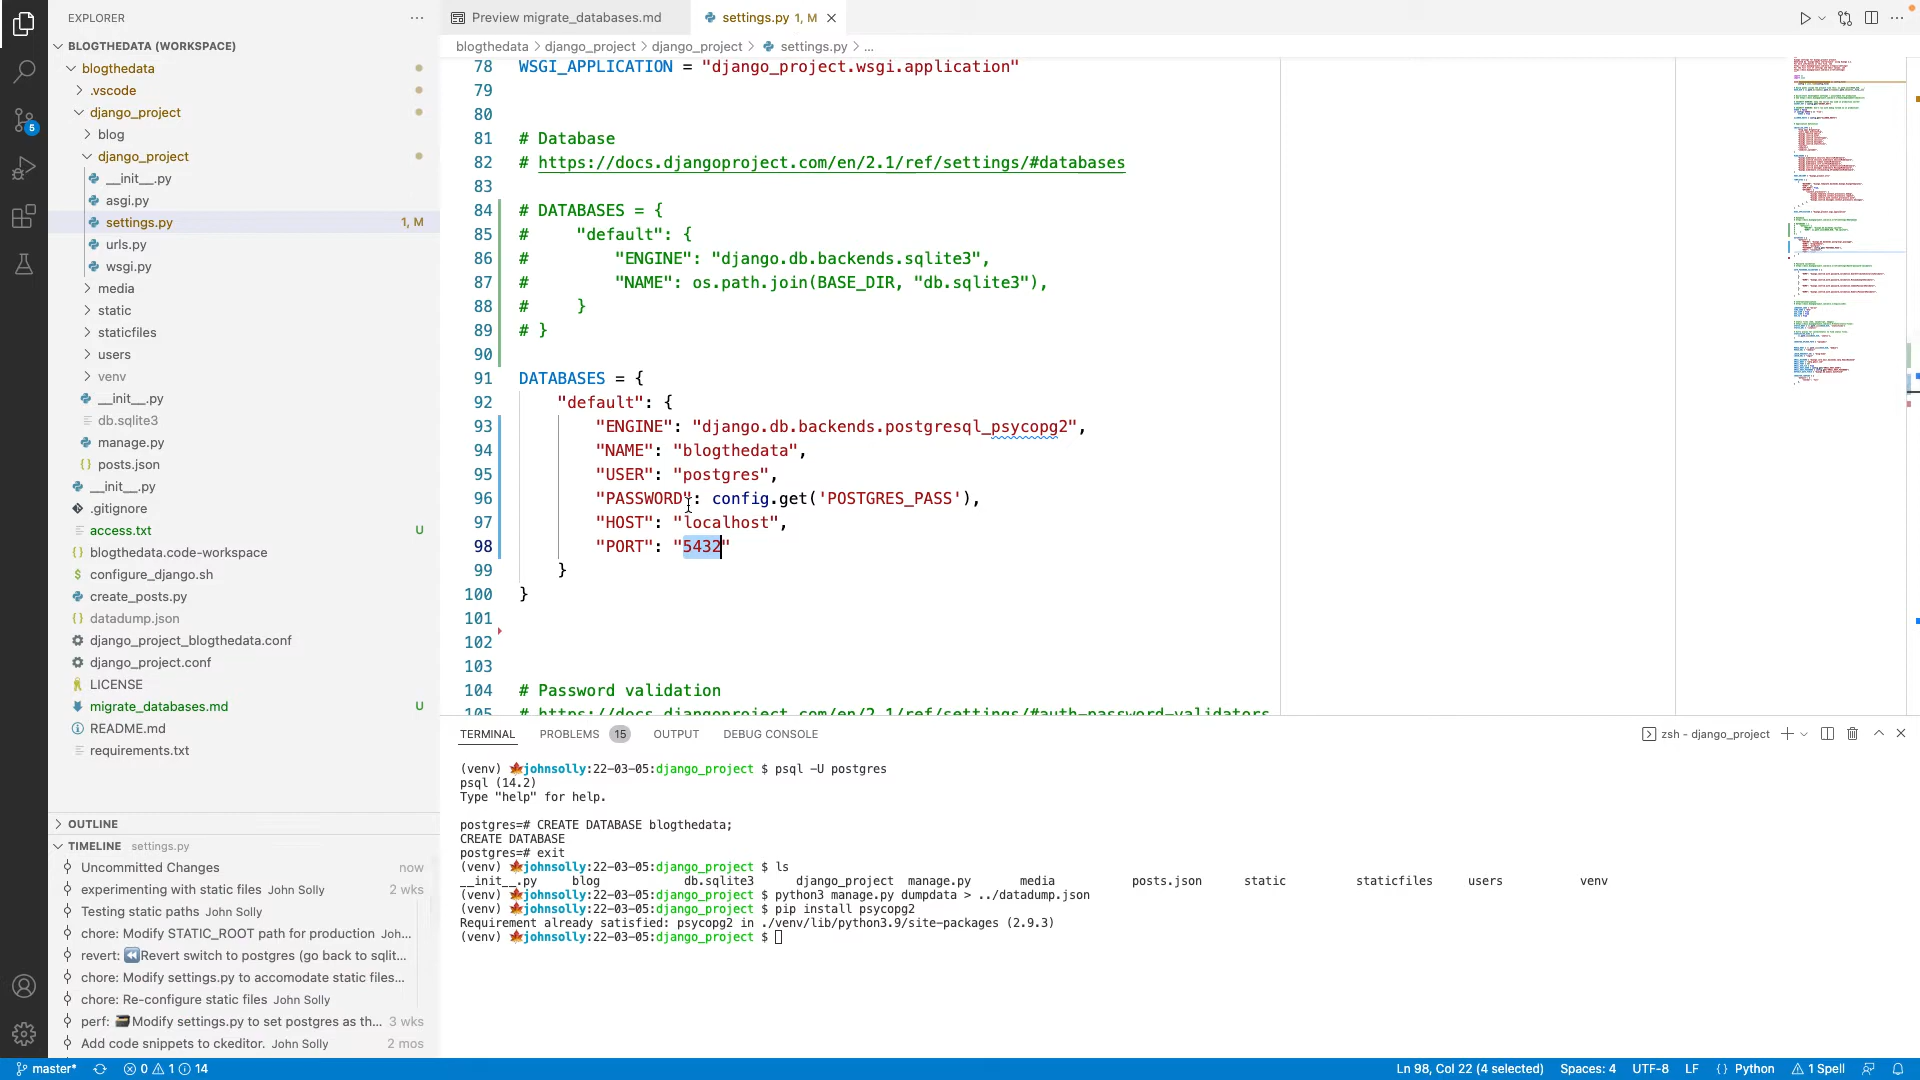 EXPLORER
BLOGTHEDATA (WORKSPACE)
blogthedata
.vscode
django_project
blog
django_project
__init__.py
asgi.py
settings.py 1, M
urls.py
wsgi.py
media
static
staticfiles
users
venv
__init__.py
db.sqlite3
manage.py
posts.json
__init__.py
.gitignore
access.txt U
blogthedata.code-workspace
configure_django.sh
create_posts.py
datadump.json
django_project_blogthedata.conf
django_project.conf
LICENSE
migrate_databases.md U
README.md
requirements.txt
OUTLINE
TIMELINE settings.py
Uncommitted Changes now
experimenting with static files John Solly 2 wks
Testing static paths John Solly
chore: Modify STATIC_ROOT path for production Joh...
revert: ⏪Revert switch to postgres (go back to sqlit...
chore: Modify settings.py to accomodate static files...
chore: Re-configure static files John Solly
perf: 🗃Modify settings.py to set postgres as th... 3 wks
Add code snippets to ckeditor. John Solly 2 mos
5
Preview migrate_databases.md
settings.py 1, M
blogthedata > django_project > django_project > settings.py > ...
78 WSGI_APPLICATION = "django_project.wsgi.application"
79
80
81 # Database
82 # https://docs.djangoproject.com/en/2.1/ref/settings/#databases
83
84 # DATABASES = {
85 #     "default": {
86 #         "ENGINE": "django.db.backends.sqlite3",
87 #         "NAME": os.path.join(BASE_DIR, "db.sqlite3"),
88 #     }
89 # }
90
91 DATABASES = {
92     "default": {
93         "ENGINE": "django.db.backends.postgresql_psycopg2",
94         "NAME": "blogthedata",
95         "USER": "postgres",
96         "PASSWORD": config.get('POSTGRES_PASS'),
97         "HOST": "localhost",
98         "PORT": "5432"
99     }
100 }
101
102
103
104 # Password validation
105 # https://docs.djangoproject.com/en/2.1/ref/settings/#auth-password-validators
TERMINAL PROBLEMS 15 OUTPUT DEBUG CONSOLE
zsh - django_project
(venv) 🍁johnsolly:22-03-05:django_project $ psql -U postgres
psql (14.2)
Type "help" for help.
postgres=# CREATE DATABASE blogthedata;
CREATE DATABASE
postgres=# exit
(venv) 🍁johnsolly:22-03-05:django_project $ ls
__init__.py blog db.sqlite3 django_project manage.py media posts.json static staticfiles users venv
(venv) 🍁johnsolly:22-03-05:django_project $ python3 manage.py dumpdata > ../datadump.json
(venv) 🍁johnsolly:22-03-05:django_project $ pip install psycopg2
Requirement already satisfied: psycopg2 in ./venv/lib/python3.9/site-packages (2.9.3)
(venv) 🍁johnsolly:22-03-05:django_project $
master* 0 1 14
Ln 98, Col 22 (4 selected) Spaces: 4 UTF-8 LF { } Python 1 Spell